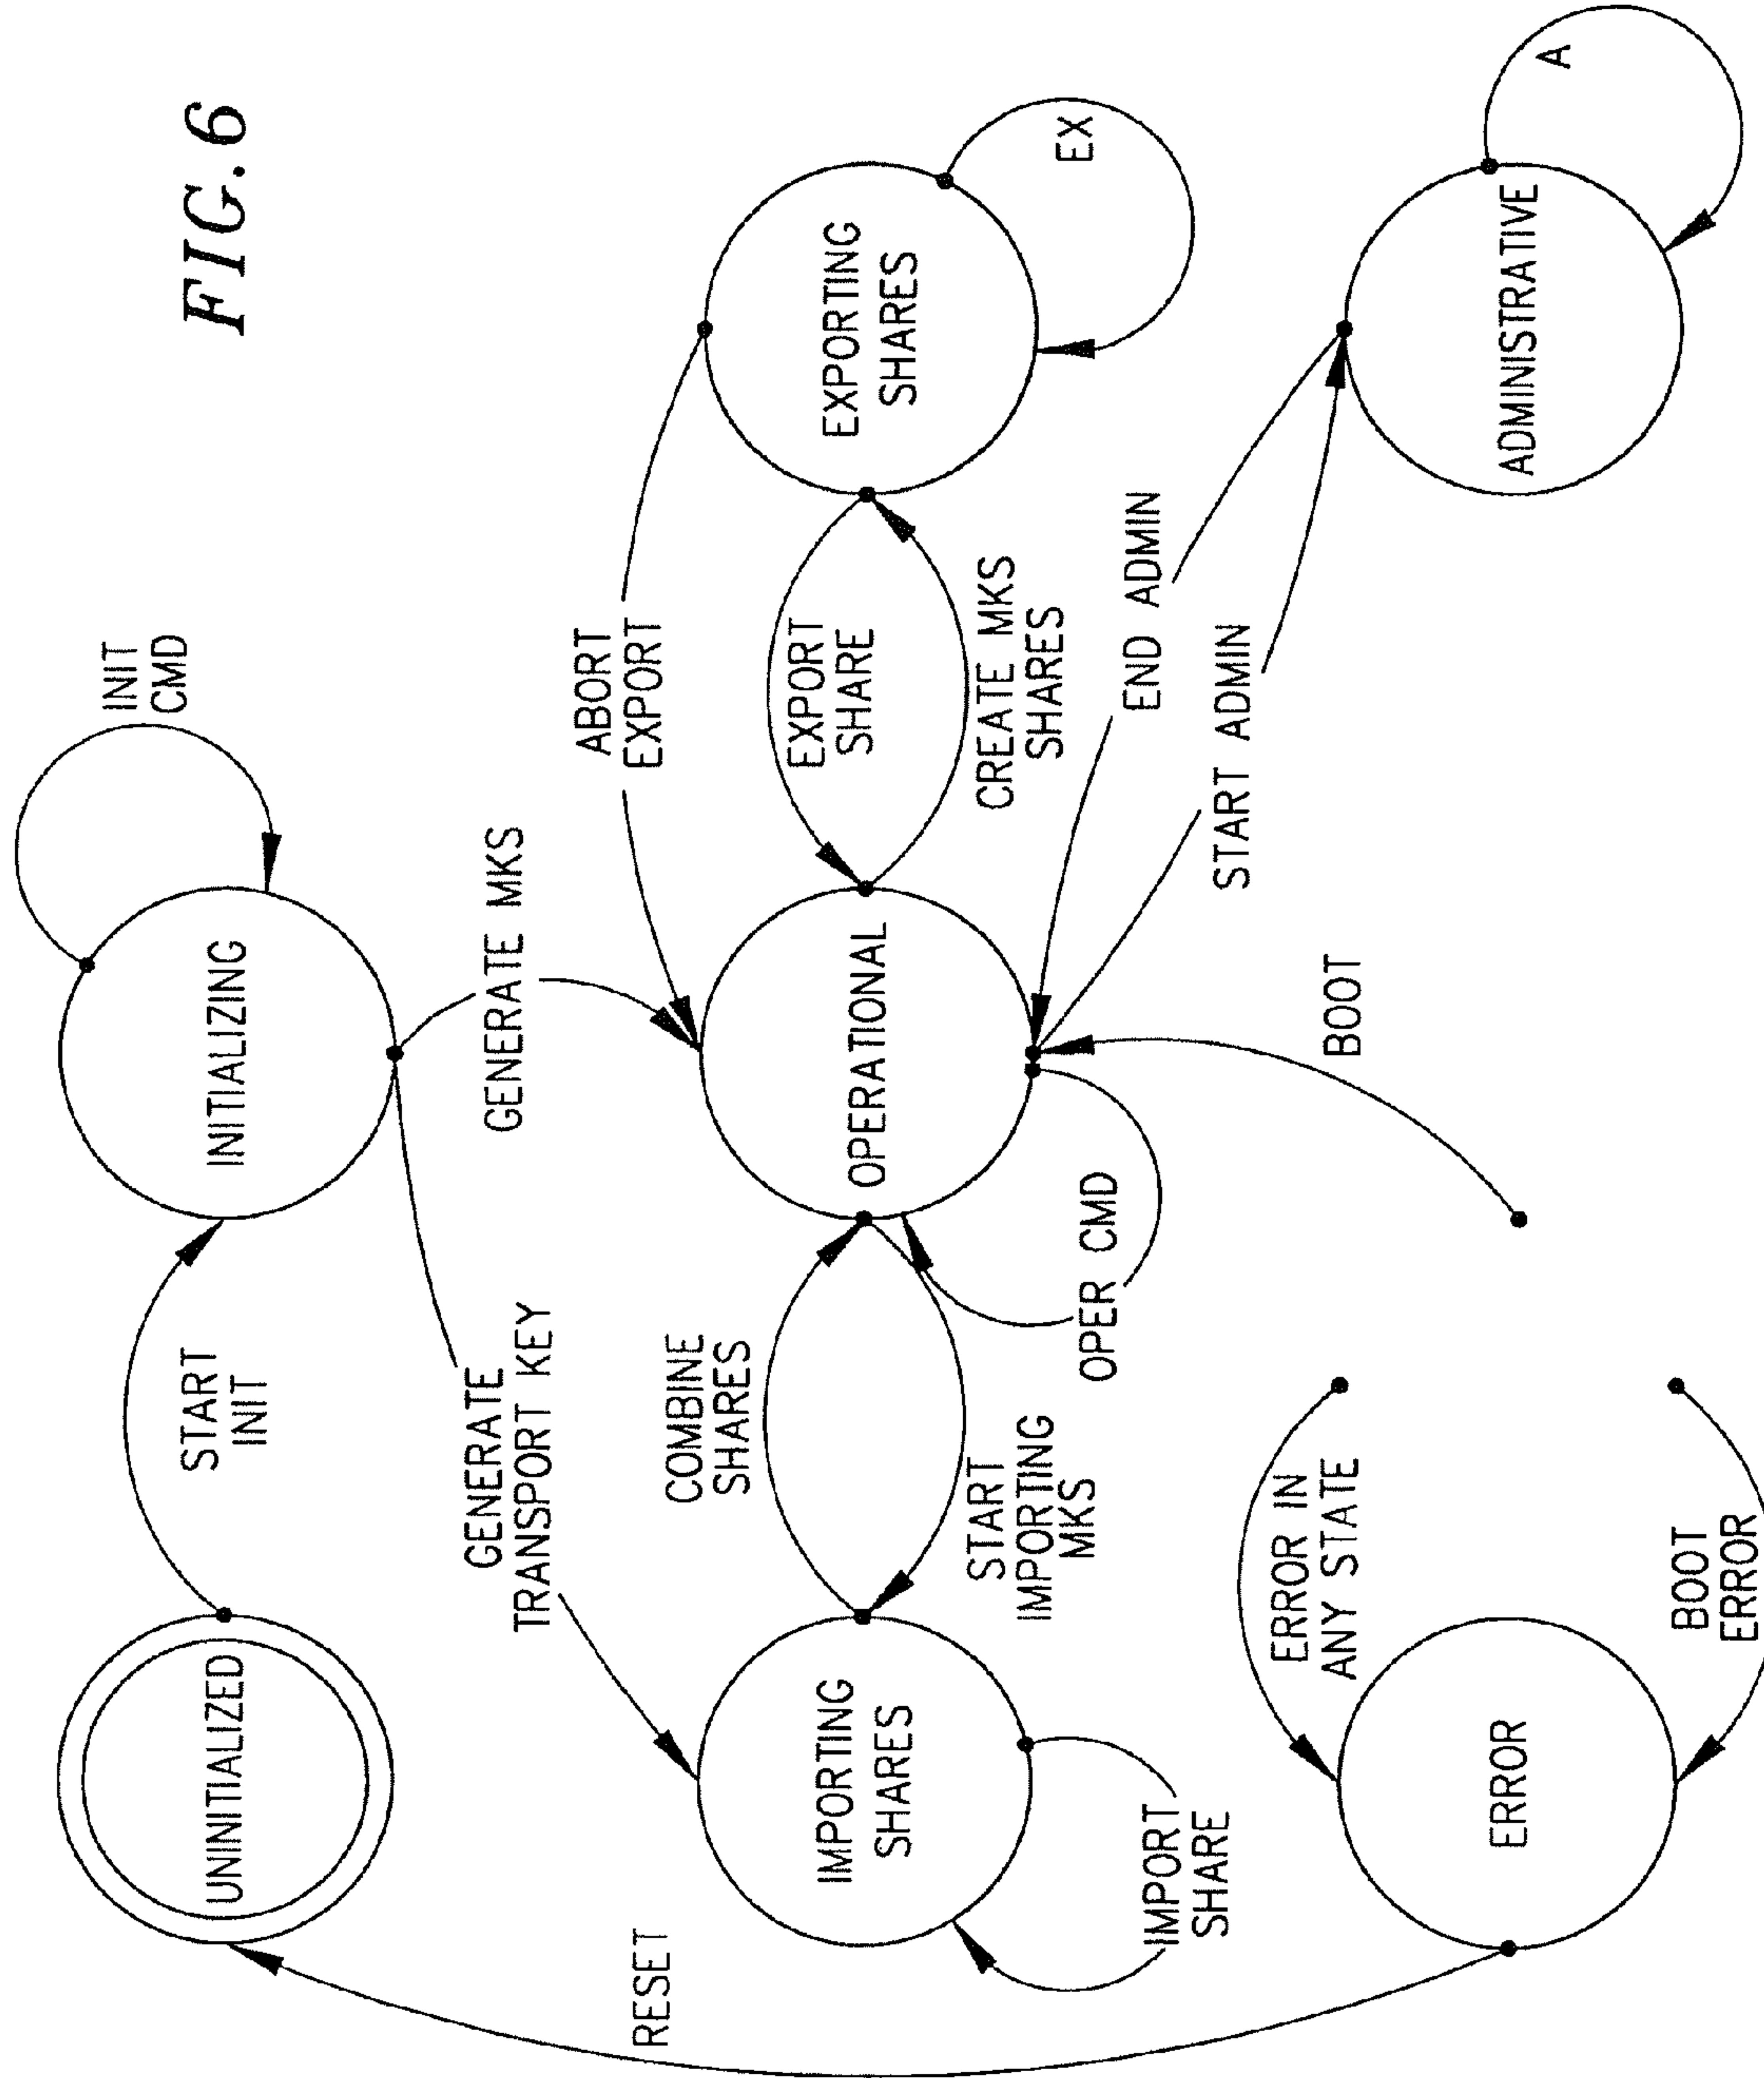 FIG. 6
UNINITIALIZED
START
INIT
INITIALIZING
INIT
CMD
RESET
GENERATE
TRANSPORT KEY
GENERATE MKS
ABORT
EXPORT
IMPORTING
SHARES
COMBINE
SHARES
OPERATIONAL
EXPORT
SHARE
EXPORTING
SHARES
START
IMPORTING
MKS
CREATE MKS
SHARES
EX
IMPORT
SHARE
OPER CMD
END ADMIN
START ADMIN
ERROR IN
ANY STATE
BOOT
ERROR
ADMINISTRATIVE
A
BOOT
ERROR